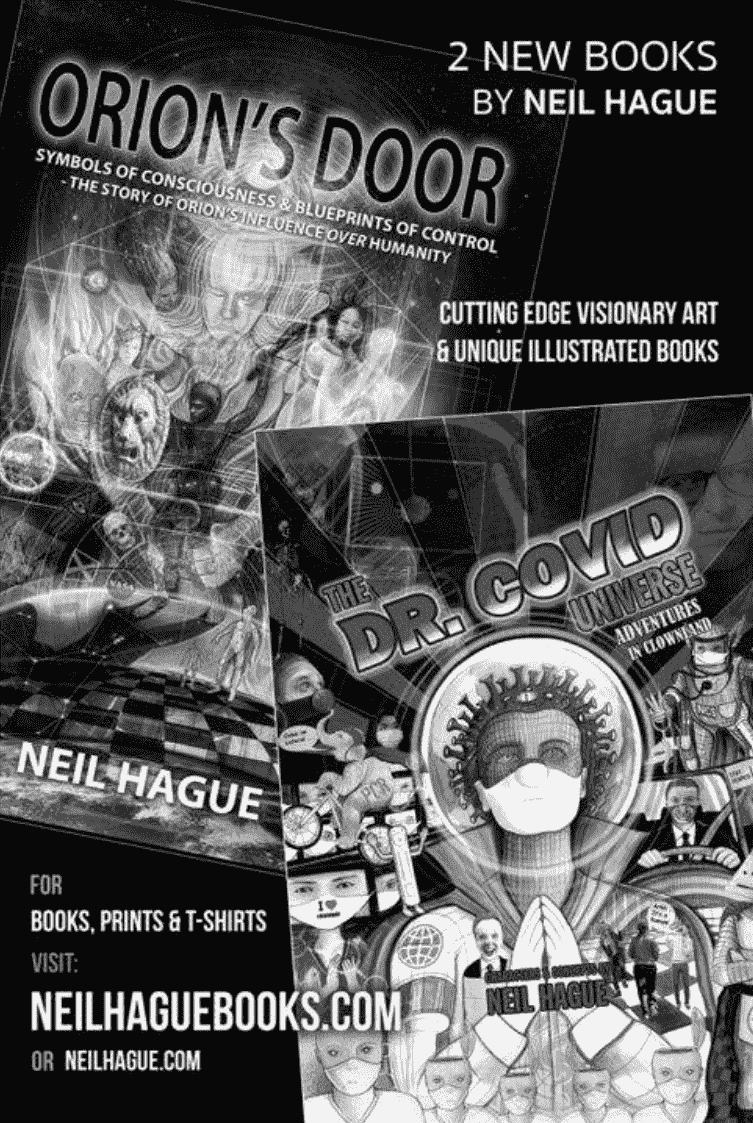 2 NEW BOOKS
BY NEIL HAGUE
ORION'S DOOR
SYMBOLS OF CONSCIOUSNESS & BLUEPRINTS OF CONTROL
- THE STORY OF ORION'S INFLUENCE OVER HUMANITY
CUTTING EDGE VISIONARY ART
& UNIQUE ILLUSTRATED BOOKS
THE
DR. COVID
UNIVERSE
ADVENTURES
IN CLOWNLAND
NEIL HAGUE
PCR
I
NEIL HAGUE
FOR
BOOKS, PRINTS & T-SHIRTS
VISIT:
NEILHAGUEBOOKS.COM
OR NEILHAGUE.COM